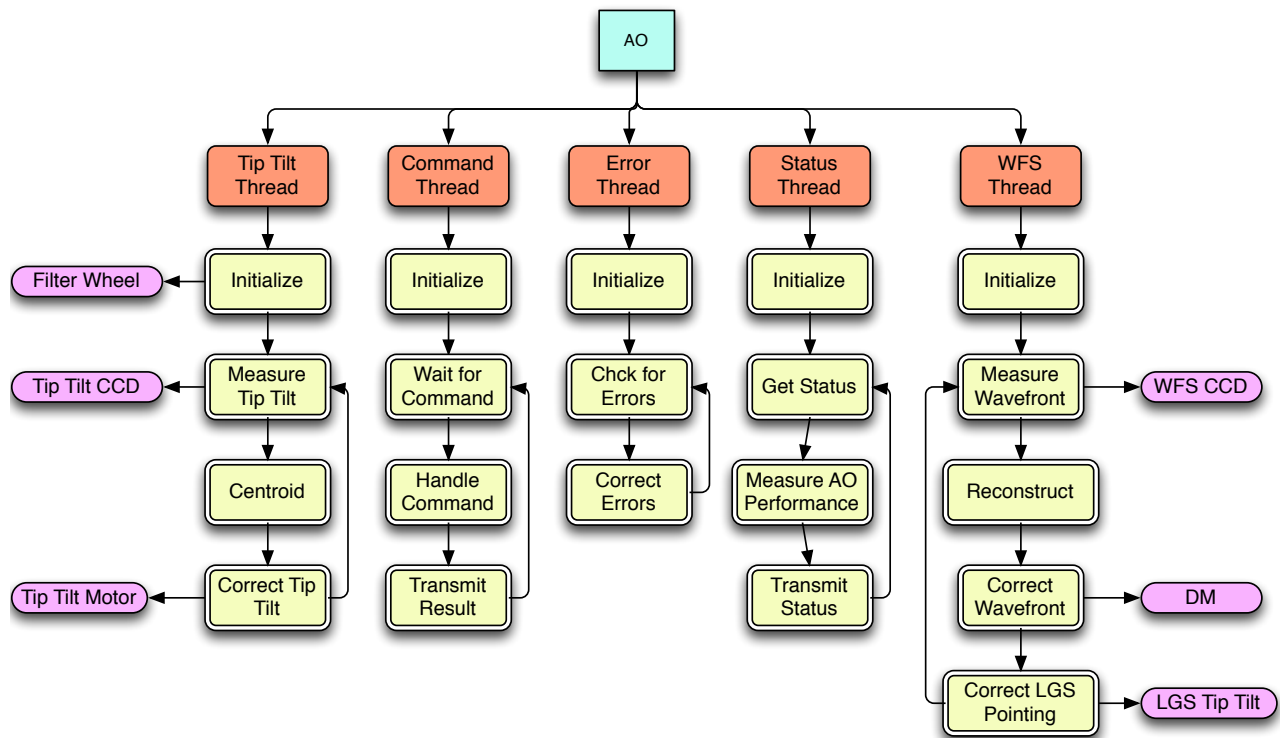 AO
Tip Tilt
Thread
Command
Thread
Error
Thread
Status
Thread
WFS
Thread
Filter Wheel
Initialize
Initialize
Initialize
Initialize
Initialize
Tip Tilt CCD
Measure
Tip Tilt
Wait for
Command
Chck for
Errors
Get Status
Measure
Wavefront
WFS CCD
Centroid
Handle
Command
Correct
Errors
Measure AO
Performance
Reconstruct
Tip Tilt Motor
Correct Tip
Tilt
Transmit
Result
Transmit
Status
Correct
Wavefront
DM
Correct LGS
Pointing
LGS Tip Tilt